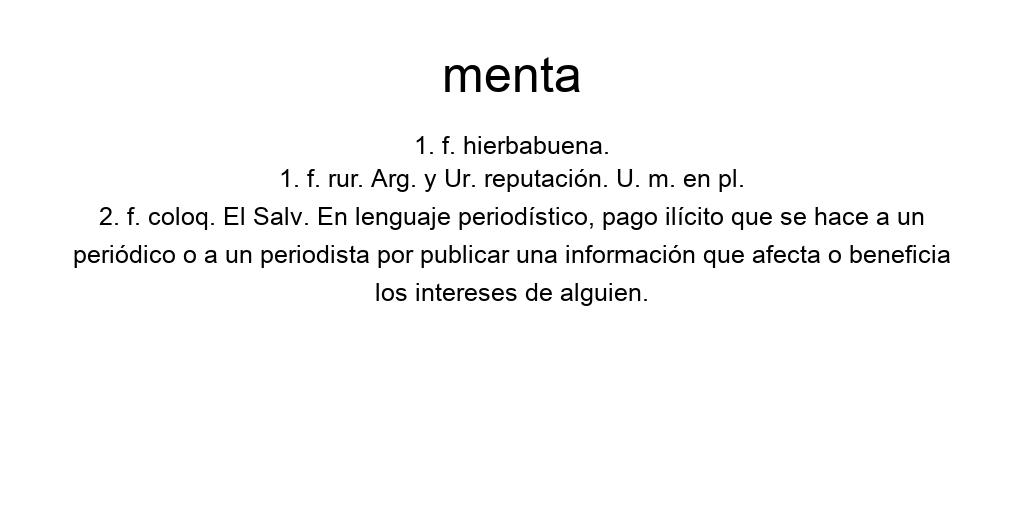 menta
1. f. hierbabuena.
1. f. rur. Arg. y Ur. reputación. U. m. en pl.
2. f. coloq. El Salv. En lenguaje periodístico, pago ilícito que se hace a un
periódico o a un periodista por publicar una información que afecta o beneficia
los intereses de alguien.